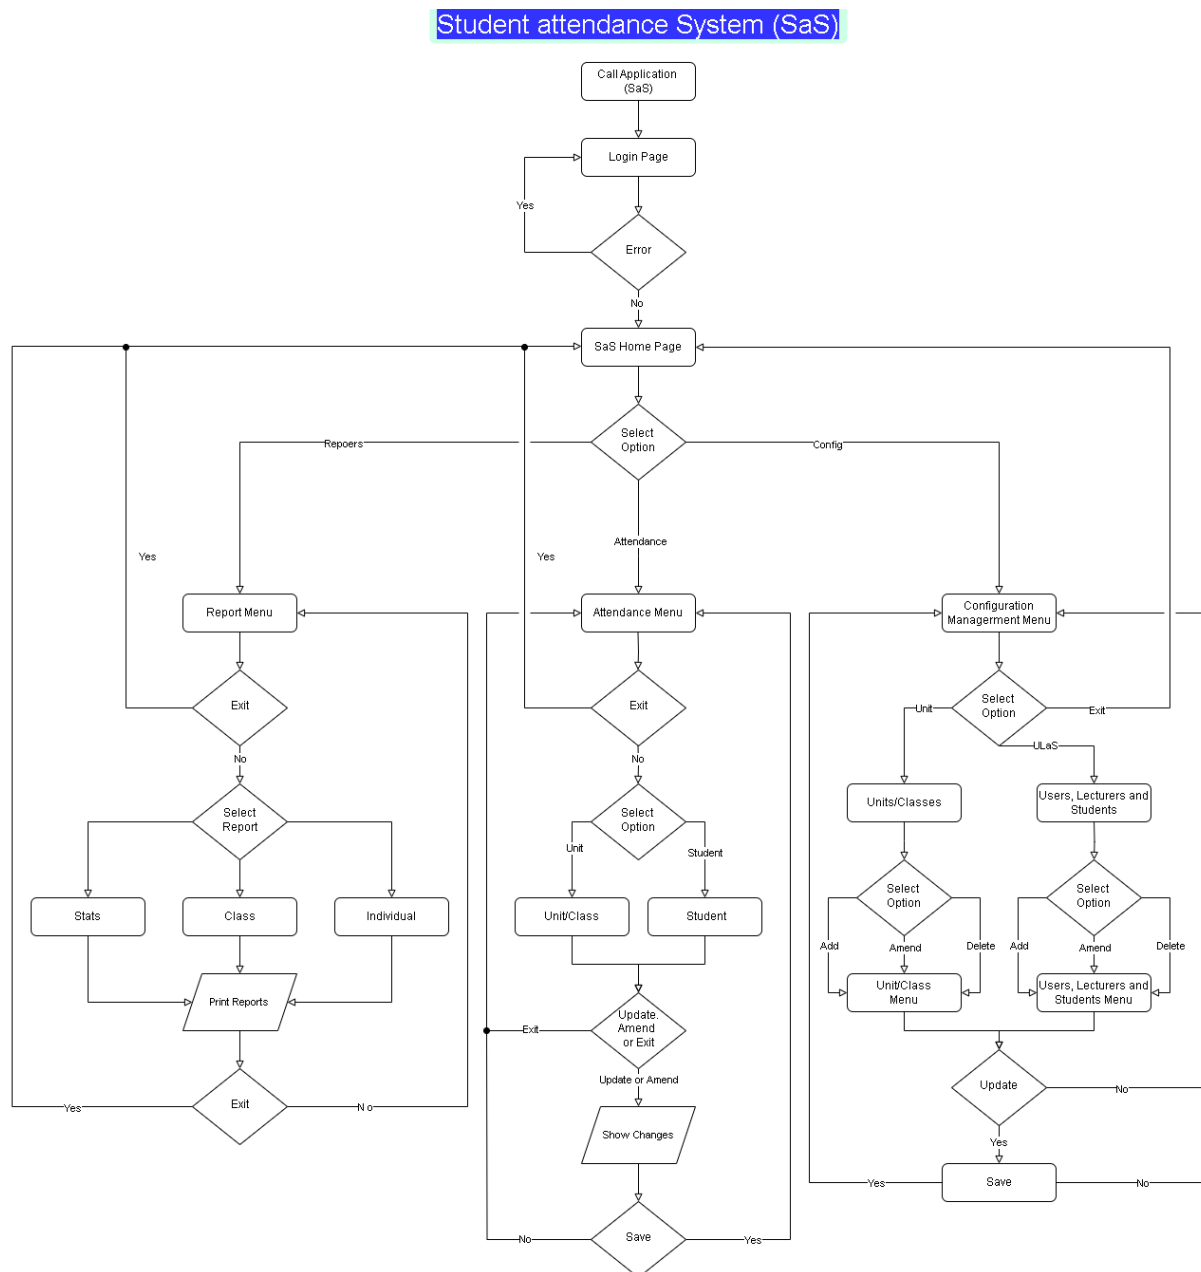 Student attendance System (SaS)
Call Application
(SaS)
Login Page
Yes
Error
No
SaS Home Page
Select
Option
Repoers
Config
Attendance
Yes
Yes
Report Menu
Attendance Menu
Configuration
Managerment Menu
Exit
Exit
Select
Option
Unit
Exit
No
No
ULaS
Select
Report
Select
Option
Units/Classes
Users, Lecturers and
Students
Unit
Student
Select
Option
Select
Option
Stats
Class
Individual
Unit/Class
Student
Add
Amend
Delete
Add
Amend
Delete
Print Reports
Unit/Class
Menu
Users, Lecturers and
Students Menu
Exit
Update.
Amend
or Exit
Update or Amend
Update
No
Exit
Yes
No
Show Changes
Yes
Save
Yes
No
Save
No
Yes